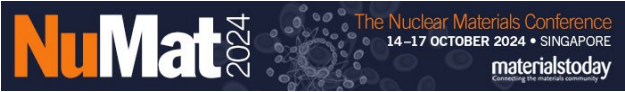 NuMat 2024
The Nuclear Materials Conference
14–17 OCTOBER 2024 • SINGAPORE
materialstoday
Connecting the materials community